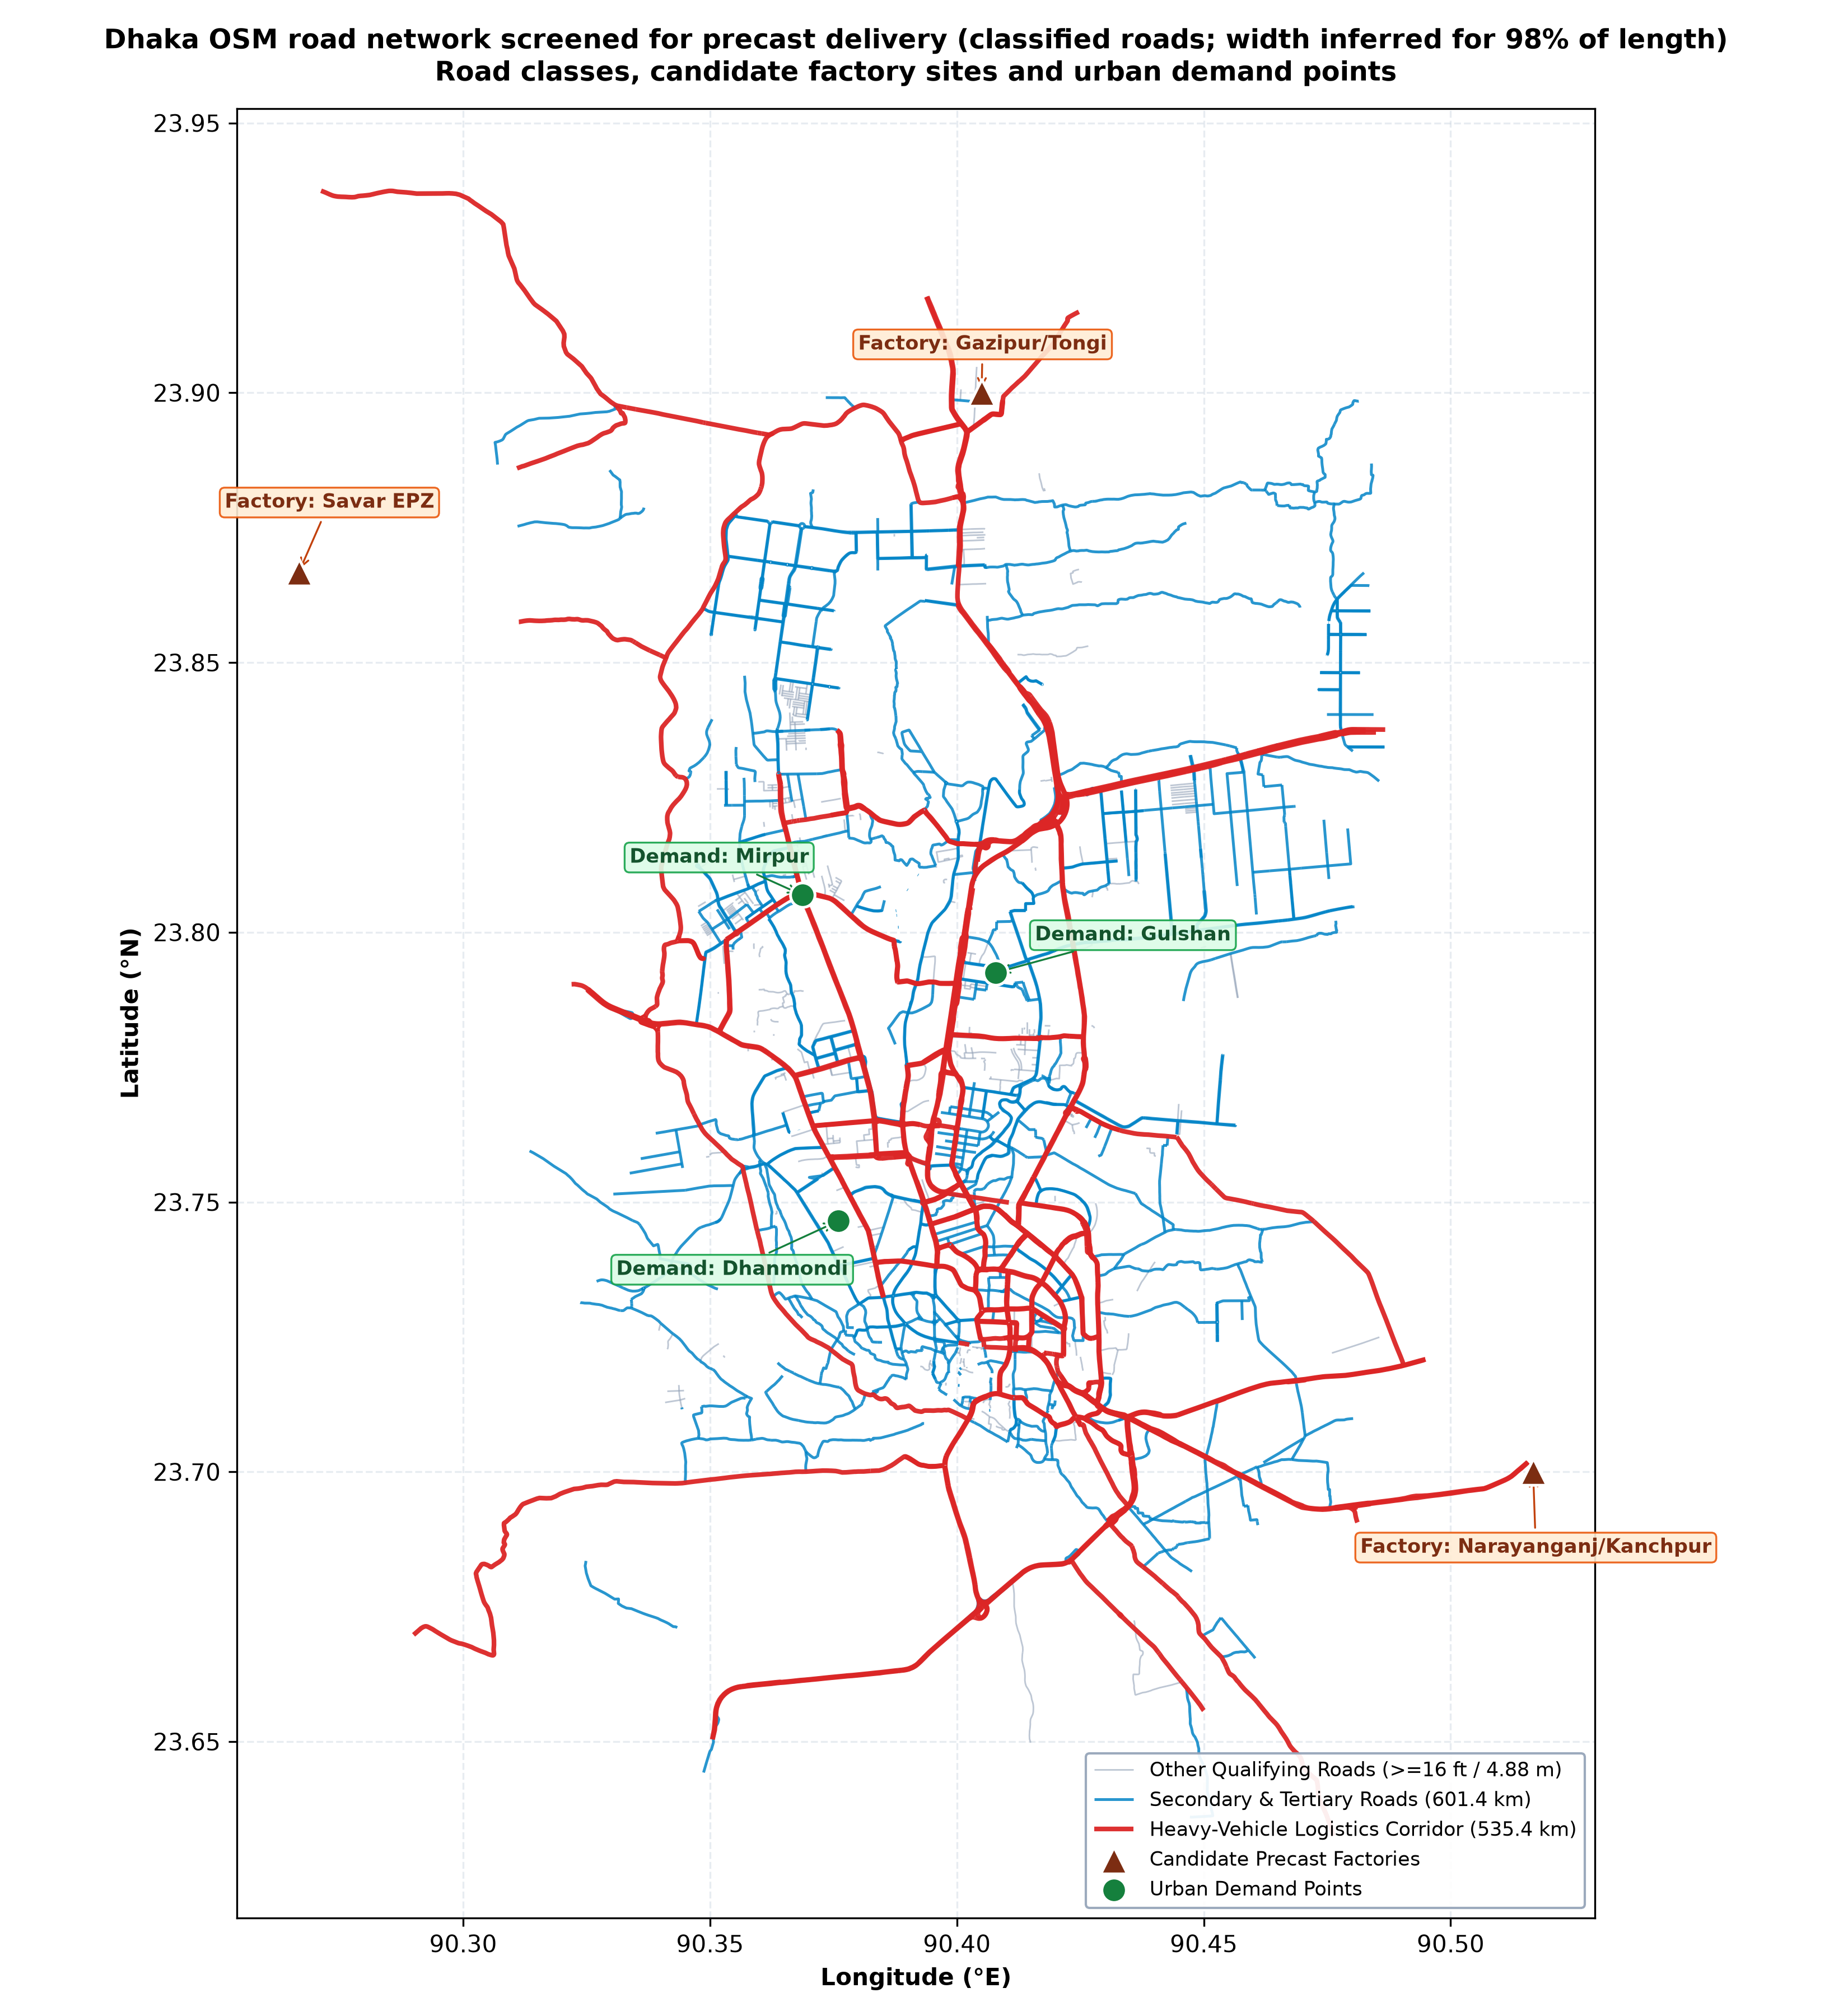 Dhaka OSM road network screened for precast delivery (classified roads; width inferred for 98% of length)
Road classes, candidate factory sites and urban demand points
23.95
23.90
23.85
23.80
23.75
23.70
23.65
Latitude (°N)
Factory: Gazipur/Tongi
Factory: Savar EPZ
Demand: Mirpur
Demand: Gulshan
Demand: Dhanmondi
Factory: Narayanganj/Kanchpur
Other Qualifying Roads (>=16 ft / 4.88 m)
Secondary & Tertiary Roads (601.4 km)
Heavy-Vehicle Logistics Corridor (535.4 km)
Candidate Precast Factories
Urban Demand Points
90.30
90.35
90.40
90.45
90.50
Longitude (°E)